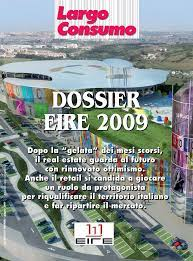 Largo
Consumo
DOSSIER
EIRE 2009
Dopo la "gelata" dei mesi scorsi,
il real estate guarda al futuro
con rinnovato ottimismo.
Anche il retail si candida a giocare
un ruolo da protagonista
per riqualificare il territorio italiano
e far ripartire il mercato.
EIRE